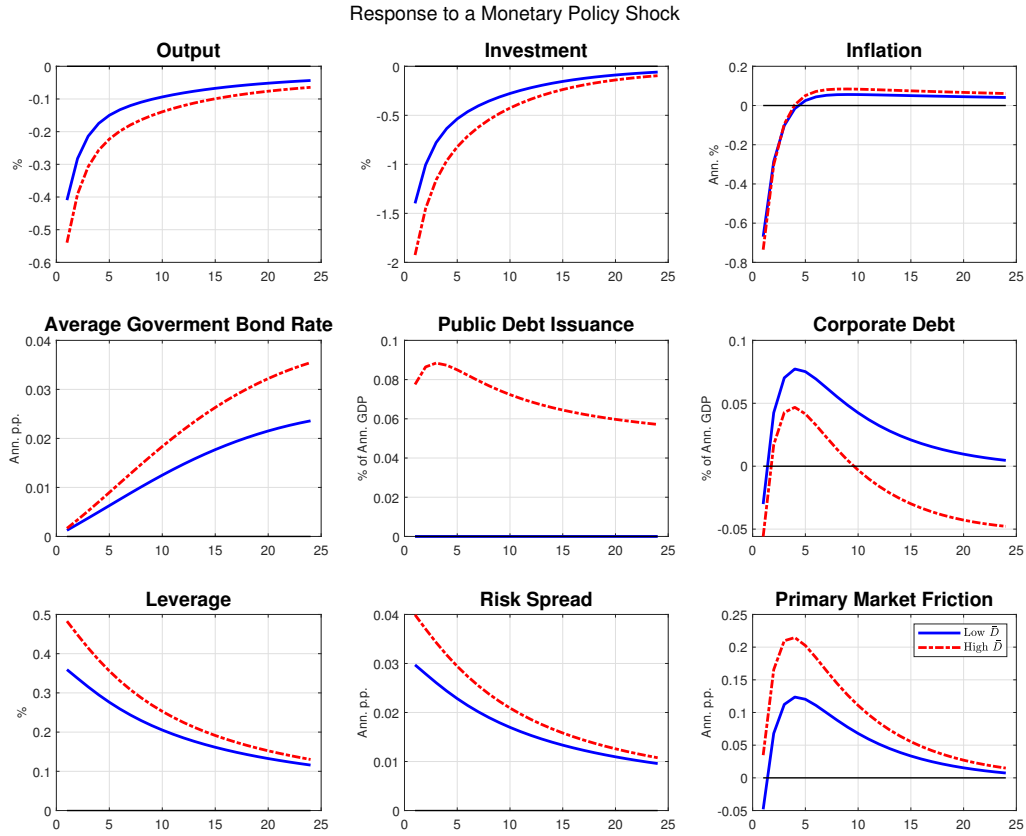 Response to a Monetary Policy Shock
Output
Investment
Inflation
0
-0.1
-0.2
-0.3
-0.4
-0.5
-0.6
%
0 5 10 15 20 25
0
-0.5
-1
-1.5
-2
%
0 5 10 15 20 25
0.2
0
-0.2
-0.4
-0.6
-0.8
Ann. %
0 5 10 15 20 25
Average Goverment Bond Rate
Public Debt Issuance
Corporate Debt
0.04
0.03
0.02
0.01
0
Ann. p.p.
0 5 10 15 20 25
0.1
0.08
0.06
0.04
0.02
0
% of Ann. GDP
0 5 10 15 20 25
0.1
0.05
0
-0.05
% of Ann. GDP
0 5 10 15 20 25
Leverage
Risk Spread
Primary Market Friction
0.5
0.4
0.3
0.2
0.1
0
%
0 5 10 15 20 25
0.04
0.03
0.02
0.01
0
Ann. p.p.
0 5 10 15 20 25
0.25
0.2
0.15
0.1
0.05
0
-0.05
Ann. p.p.
0 5 10 15 20 25
Low D̄
High D̄